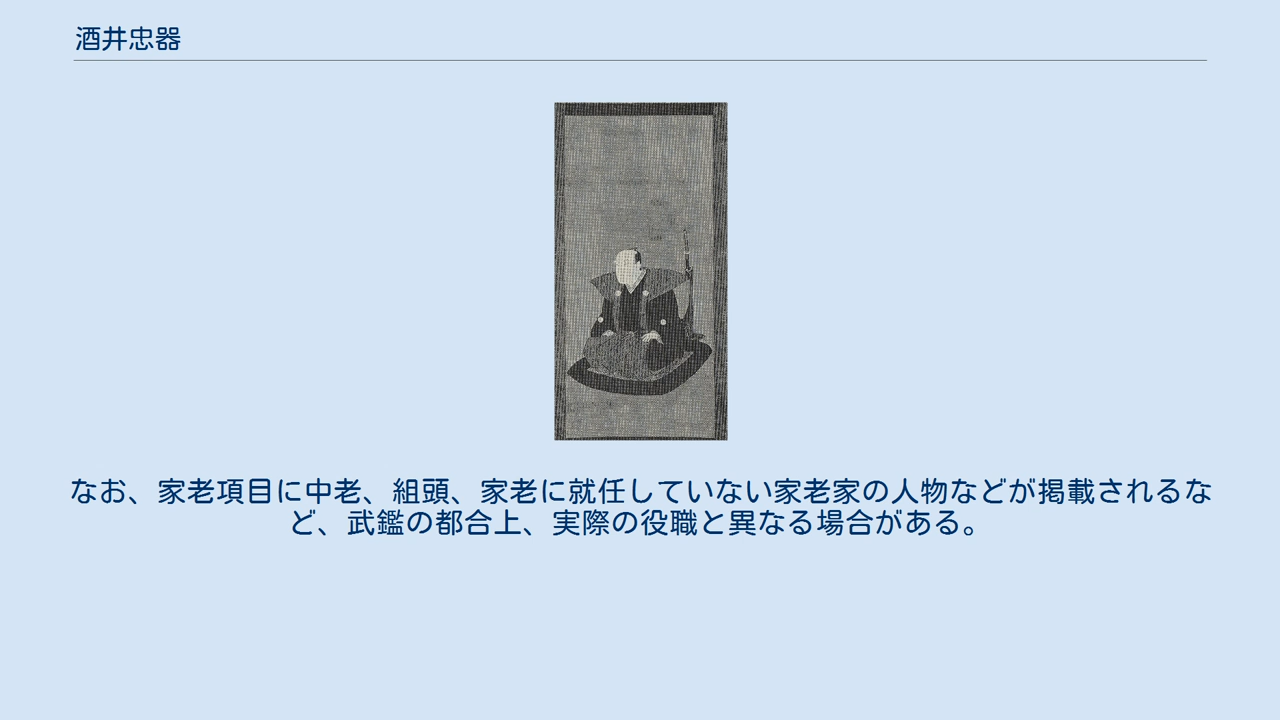 酒井忠器
なお、家老項目に中老、組頭、家老に就任していない家老家の人物などが掲載されるな
ど、武鑑の都合上、実際の役職と異なる場合がある。